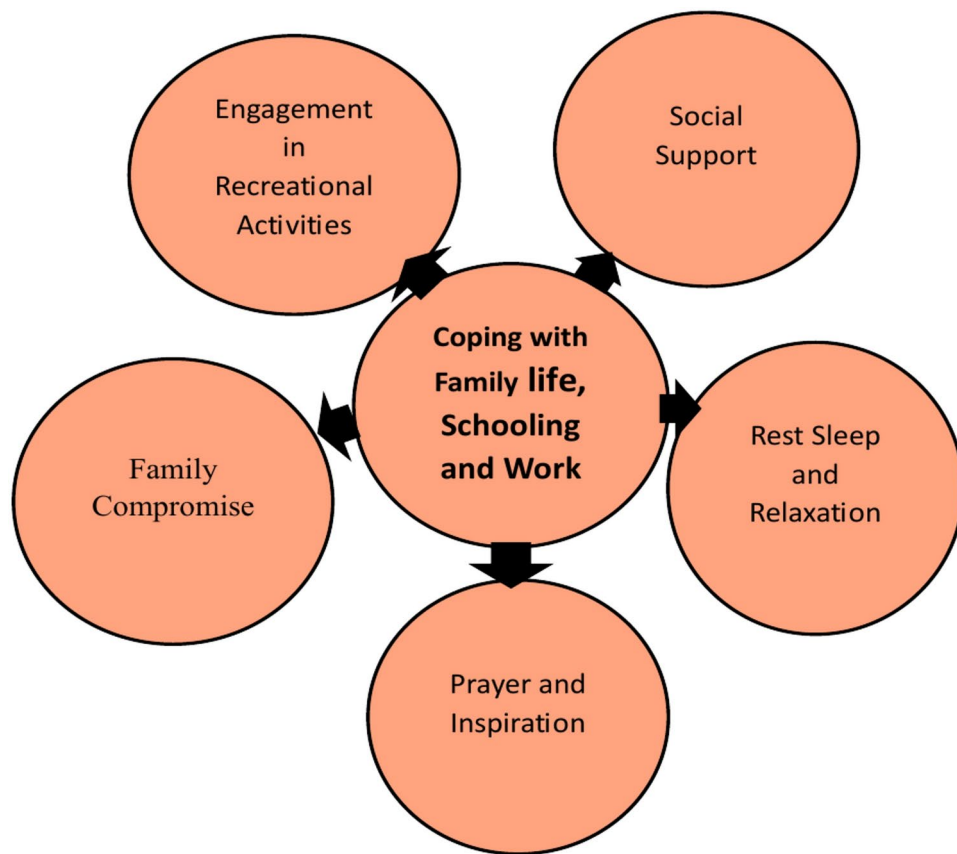 Engagement
in
Recreational
Activities
Social
Support
Coping with
Family life,
Schooling
and Work
Rest Sleep
and
Relaxation
Family
Compromise
Prayer and
Inspiration